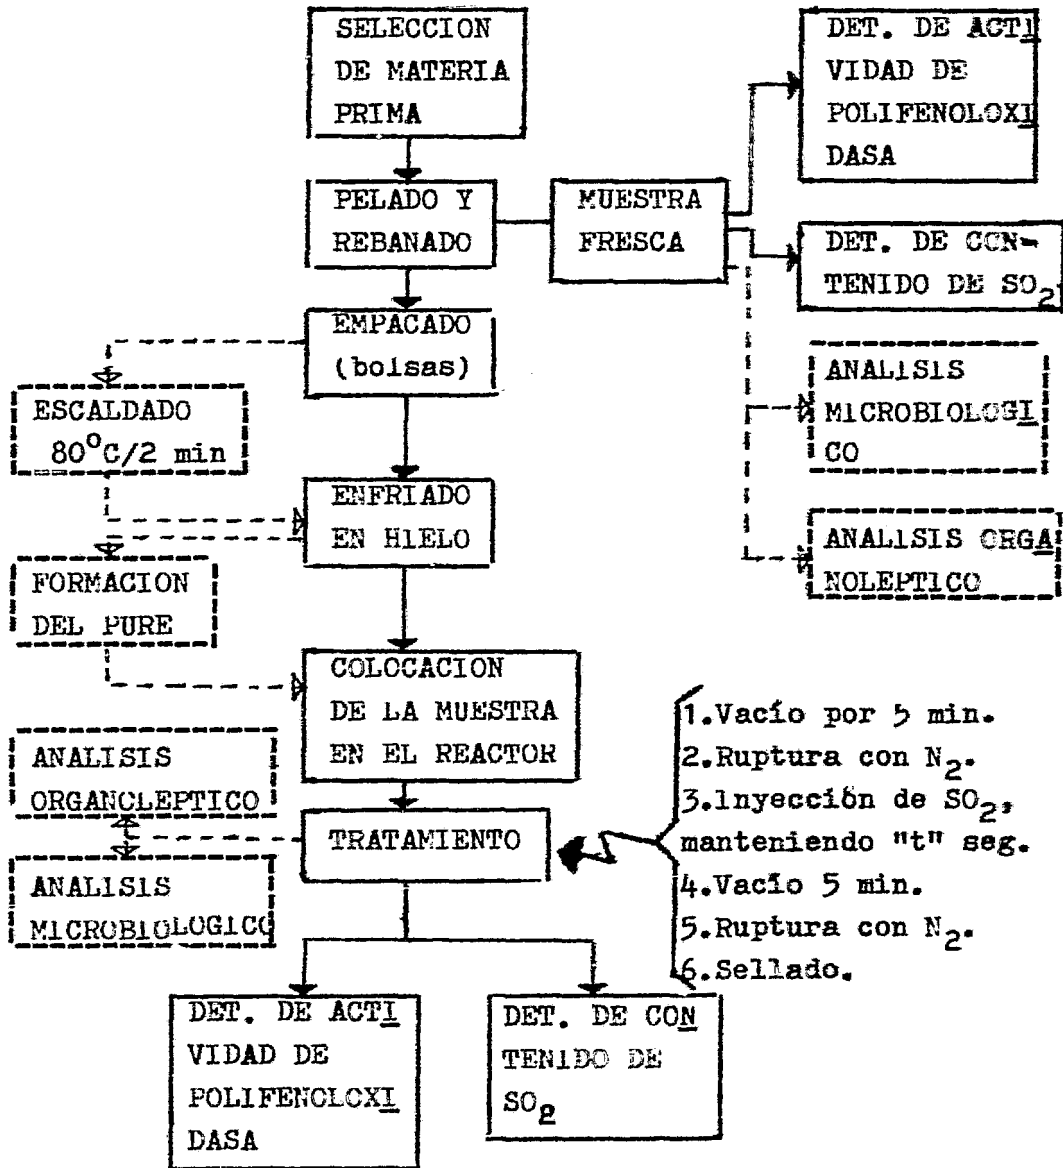 SELECCION
DE MATERIA
PRIMA
PELADO Y
REBANADO
MUESTRA
FRESCA
DET. DE ACTI
VIDAD DE
POLIFENOLOXI
DASA
DET. DE CON-
TENIDO DE SO2
ANALISIS
MICROBIOLOGI
CO
ANALISIS ORGA
NOLEPTICO
EMPACADO
(bolsas)
ESCALDADO
80°C/2 min
ENFRIADO
EN HIELO
FORMACION
DEL PURE
COLOCACION
DE LA MUESTRA
EN EL REACTOR
ANALISIS
ORGANOLEPTICO
TRATAMIENTO
ANALISIS
MICROBIOLOGICO
1.Vacío por 5 min.
2.Ruptura con N2.
3.Inyección de SO2,
manteniendo "t" seg.
4.Vacío 5 min.
5.Ruptura con N2.
6.Sellado.
DET. DE ACTI
VIDAD DE
POLIFENOLOXI
DASA
DET. DE CON
TENIDO DE
SO2